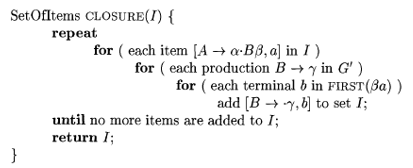 SetOfItems CLOSURE(I) {
repeat
for ( each item [A → α·Bβ, a] in I )
for ( each production B → γ in G′ )
for ( each terminal b in FIRST(βa) )
add [B → ·γ, b] to set I;
until no more items are added to I;
return I;
}